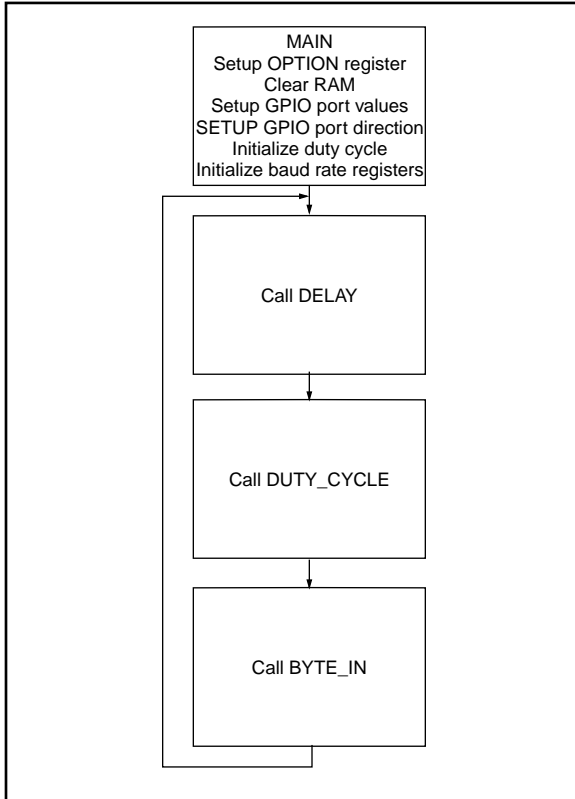 MAIN
Setup OPTION register
Clear RAM
Setup GPIO port values
SETUP GPIO port direction
Initialize duty cycle
Initialize baud rate registers
Call DELAY
Call DUTY_CYCLE
Call BYTE_IN